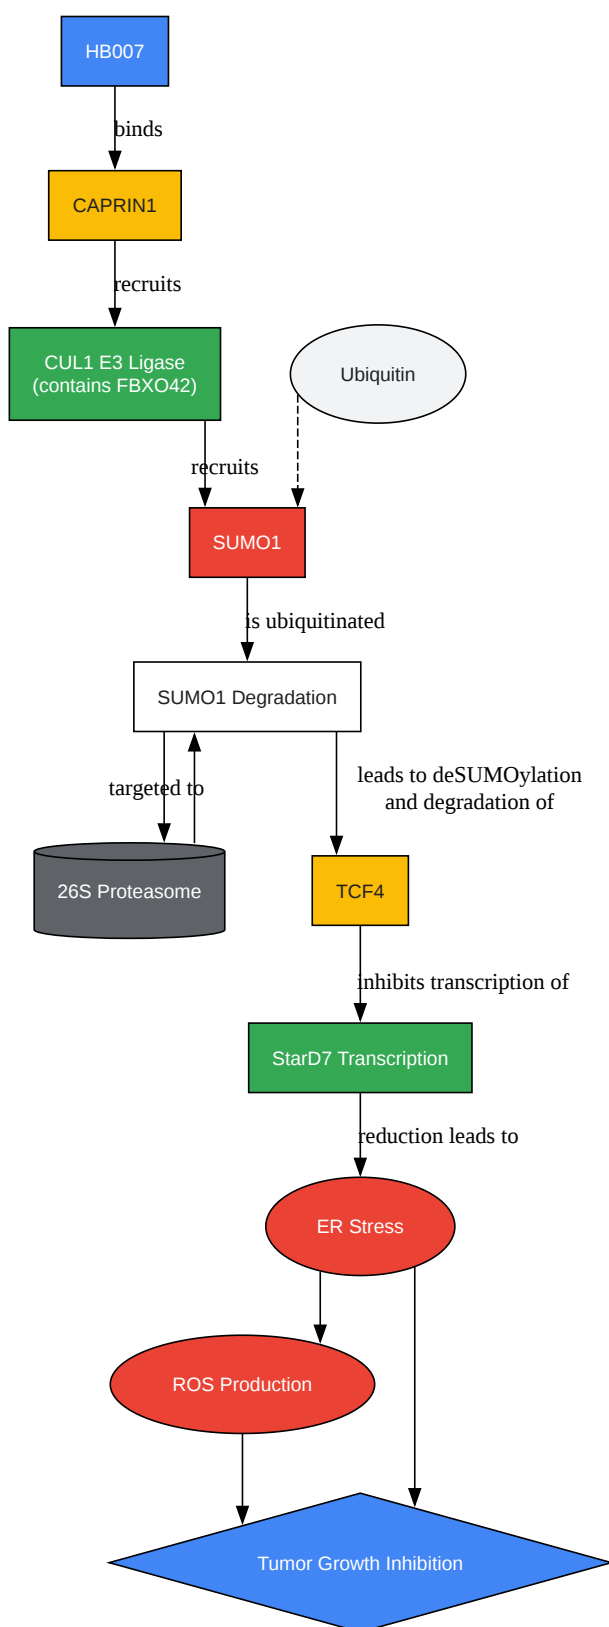 HB007
binds
CAPRIN1
recruits
CUL1 E3 Ligase
(contains FBXO42)
Ubiquitin
recruits
SUMO1
is ubiquitinated
SUMO1 Degradation
targeted to
leads to deSUMOylation
and degradation of
26S Proteasome
TCF4
inhibits transcription of
StarD7 Transcription
reduction leads to
ER Stress
ROS Production
Tumor Growth Inhibition